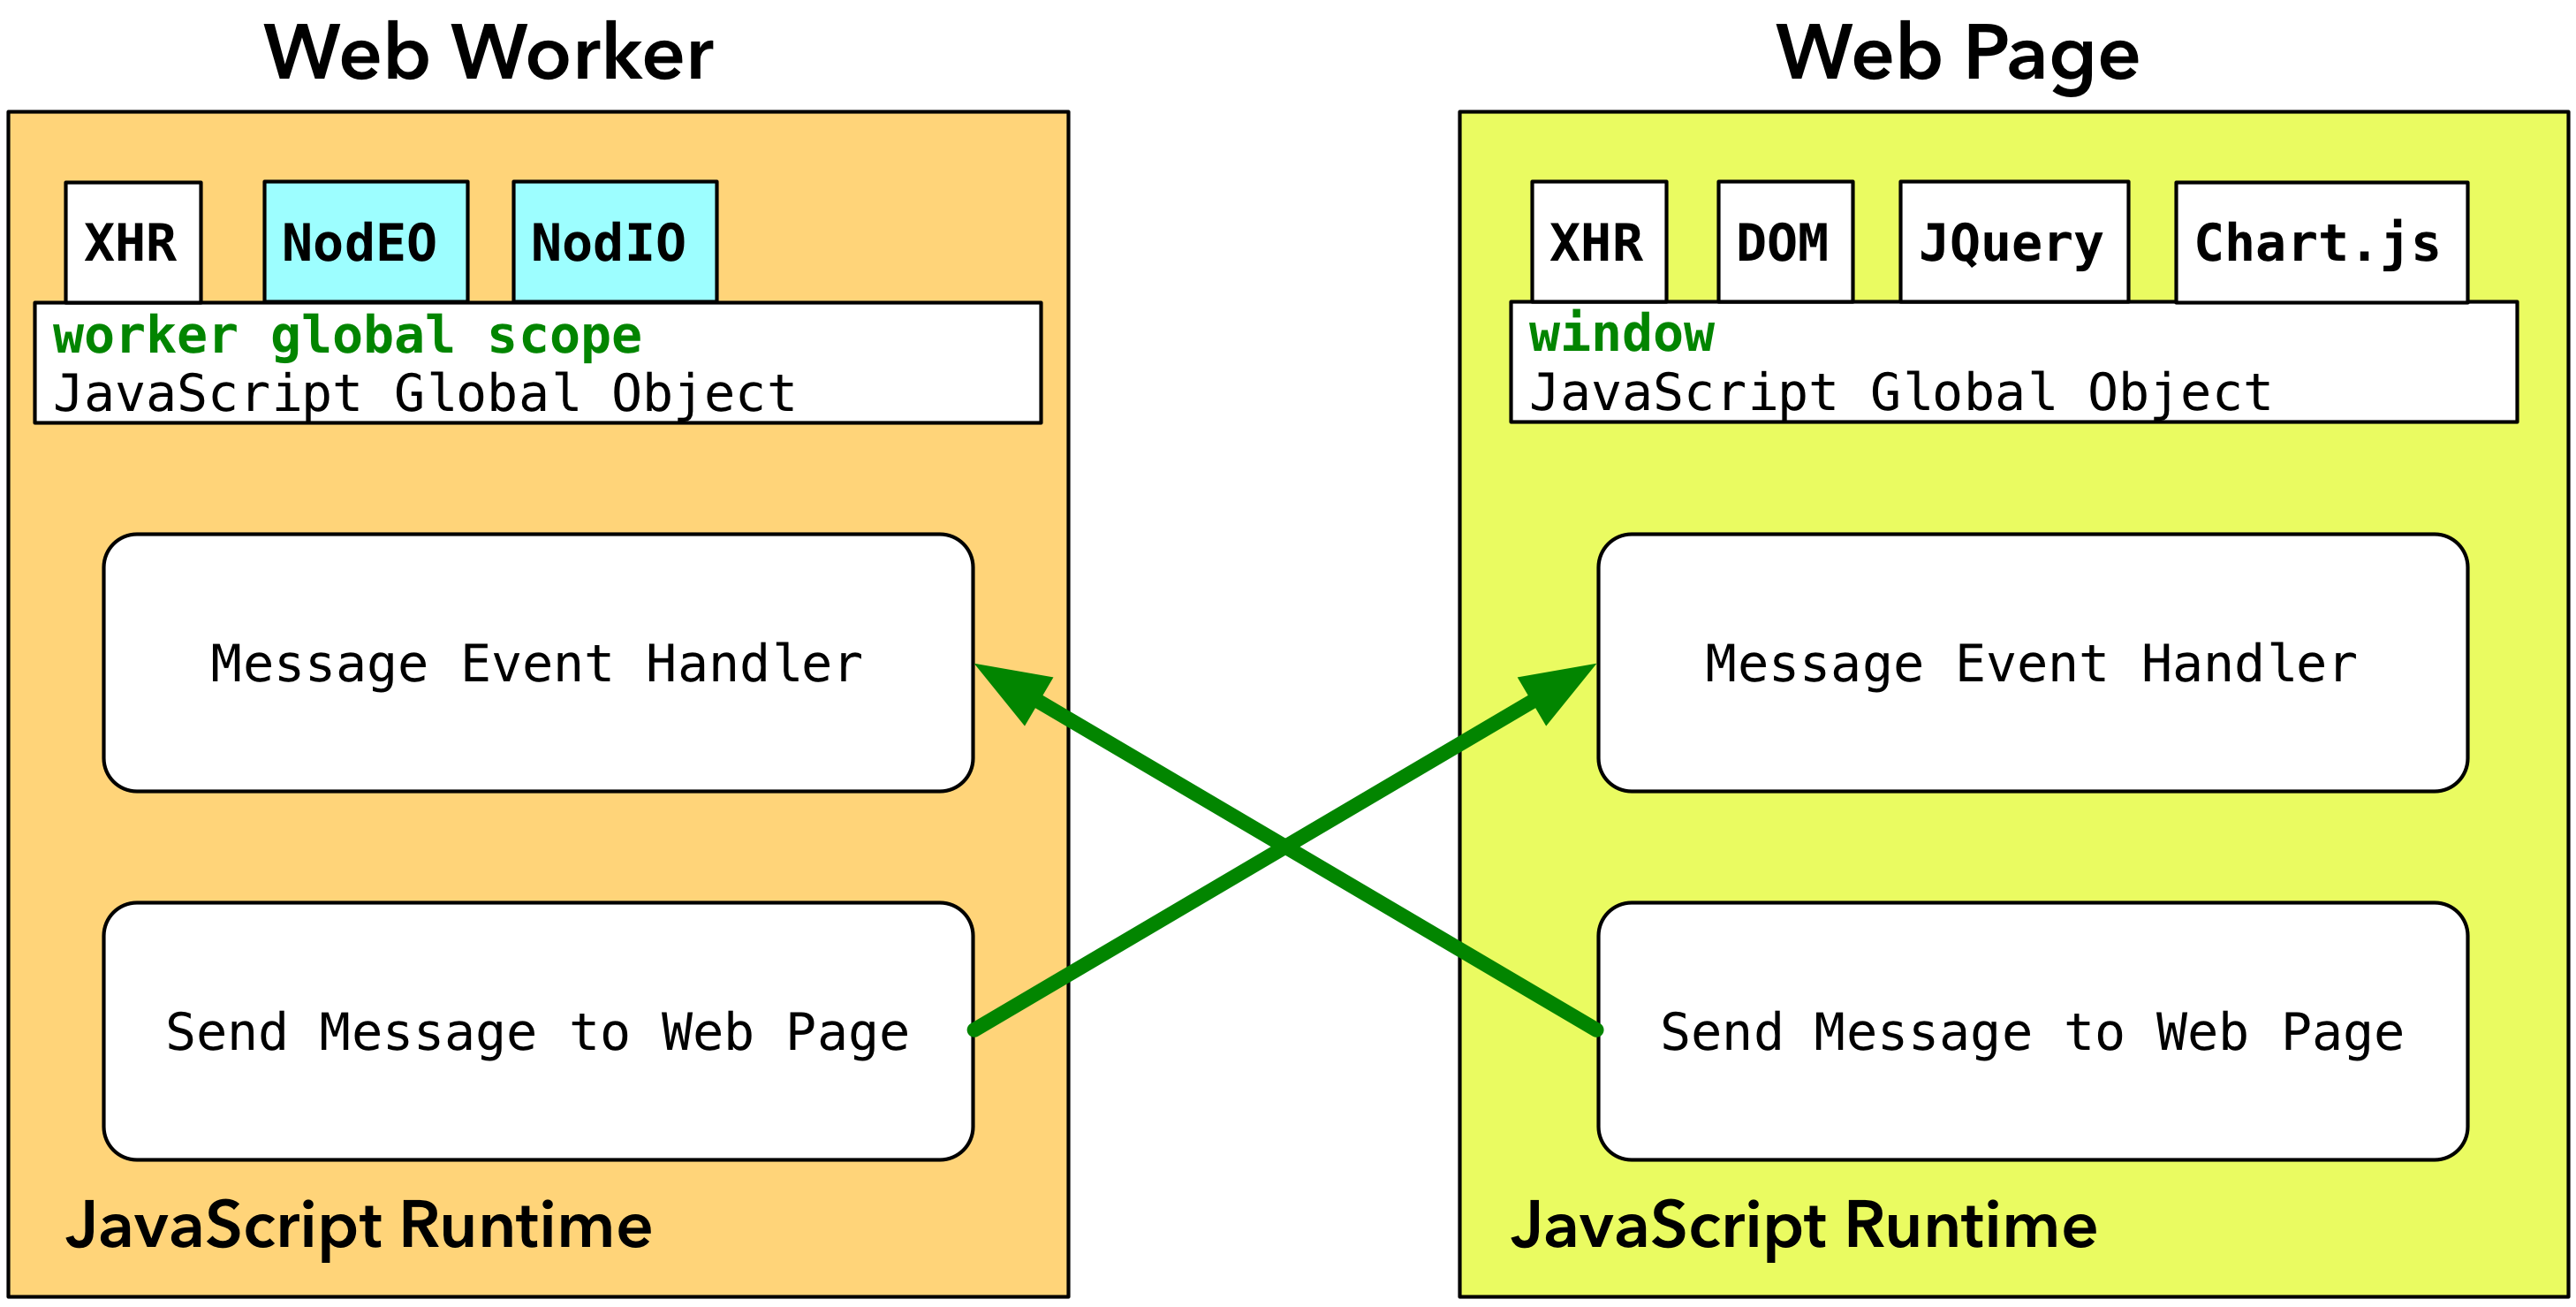 Web Worker
XHR
NodEO
NodIO
worker global scope
JavaScript Global Object
Message Event Handler
Send Message to Web Page
JavaScript Runtime
Web Page
XHR
DOM
JQuery
Chart.js
window
JavaScript Global Object
Message Event Handler
Send Message to Web Page
JavaScript Runtime